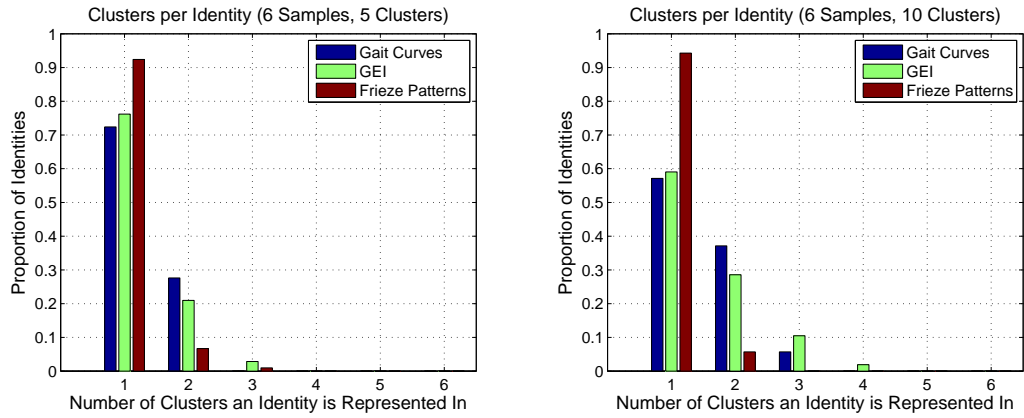 Clusters per Identity (6 Samples, 5 Clusters)
1
0.9
0.8
0.7
0.6
0.5
0.4
0.3
0.2
0.1
0
Proportion of Identities
Gait Curves
GEI
Frieze Patterns
1 2 3 4 5 6
Number of Clusters an Identity is Represented In
Clusters per Identity (6 Samples, 10 Clusters)
1
0.9
0.8
0.7
0.6
0.5
0.4
0.3
0.2
0.1
0
Proportion of Identities
Gait Curves
GEI
Frieze Patterns
1 2 3 4 5 6
Number of Clusters an Identity is Represented In